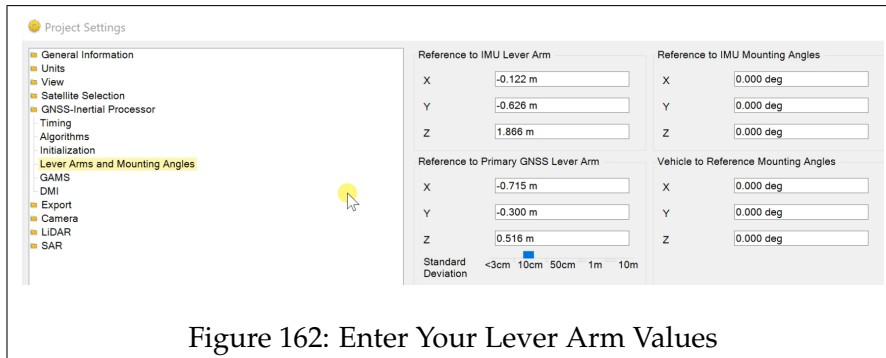 Project Settings
General Information
Units
View
Satellite Selection
GNSS-Inertial Processor
Timing
Algorithms
Initialization
Lever Arms and Mounting Angles
GAMS
DMI
Export
Camera
LiDAR
SAR
Reference to IMU Lever Arm
X -0.122 m
Y -0.626 m
Z 1.866 m
Reference to IMU Mounting Angles
X 0.000 deg
Y 0.000 deg
Z 0.000 deg
Reference to Primary GNSS Lever Arm
X -0.715 m
Y -0.300 m
Z 0.516 m
Standard
Deviation
<3cm 10cm 50cm 1m 10m
Vehicle to Reference Mounting Angles
X 0.000 deg
Y 0.000 deg
Z 0.000 deg
Figure 162: Enter Your Lever Arm Values